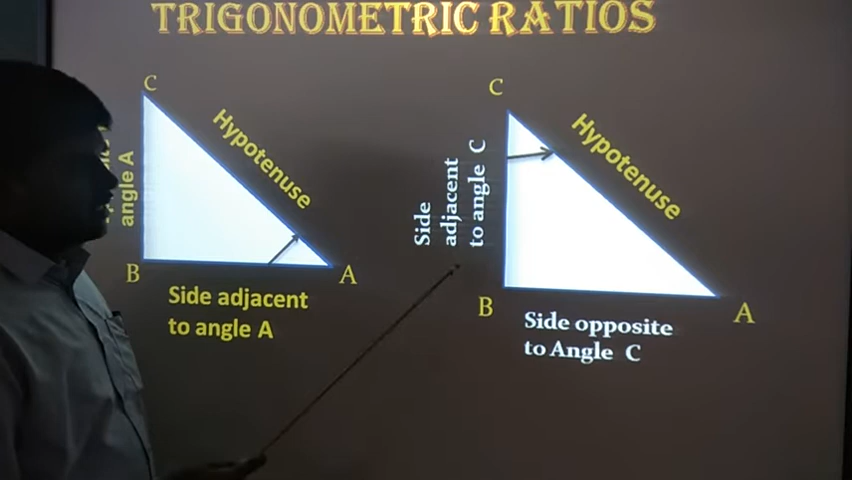 TRIGONOMETRIC RATIOS
C
angle A
Hypotenuse
B
A
Side adjacent
to angle A
C
Side
adjacent
to angle C
Hypotenuse
B
A
Side opposite
to Angle C